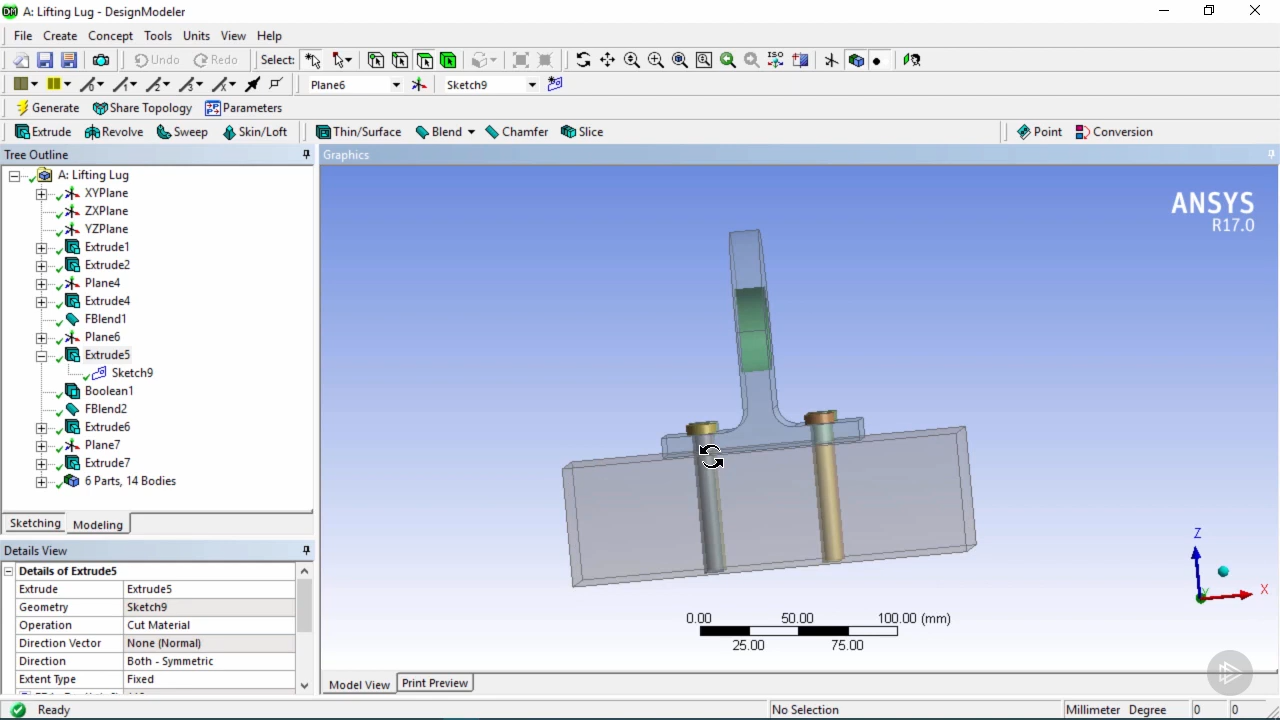 A: Lifting Lug - DesignModeler
File Create Concept Tools Units View Help
Undo Redo Select: ISO
Plane6 Sketch9
Generate Share Topology Parameters
Extrude Revolve Sweep Skin/Loft Thin/Surface Blend Chamfer Slice Point Conversion
Tree Outline
Graphics
A: Lifting Lug
XYPlane
ZXPlane
YZPlane
Extrude1
Extrude2
Plane4
Extrude4
FBlend1
Plane6
Extrude5
Sketch9
Boolean1
FBlend2
Extrude6
Plane7
Extrude7
6 Parts, 14 Bodies
Sketching Modeling
Details View
Details of Extrude5
Extrude Extrude5
Geometry Sketch9
Operation Cut Material
Direction Vector None (Normal)
Direction Both - Symmetric
Extent Type Fixed
ANSYS
R17.0
Z
X
Y
0.00 50.00 100.00 (mm)
25.00 75.00
Model View Print Preview
Ready No Selection Millimeter Degree 0 0